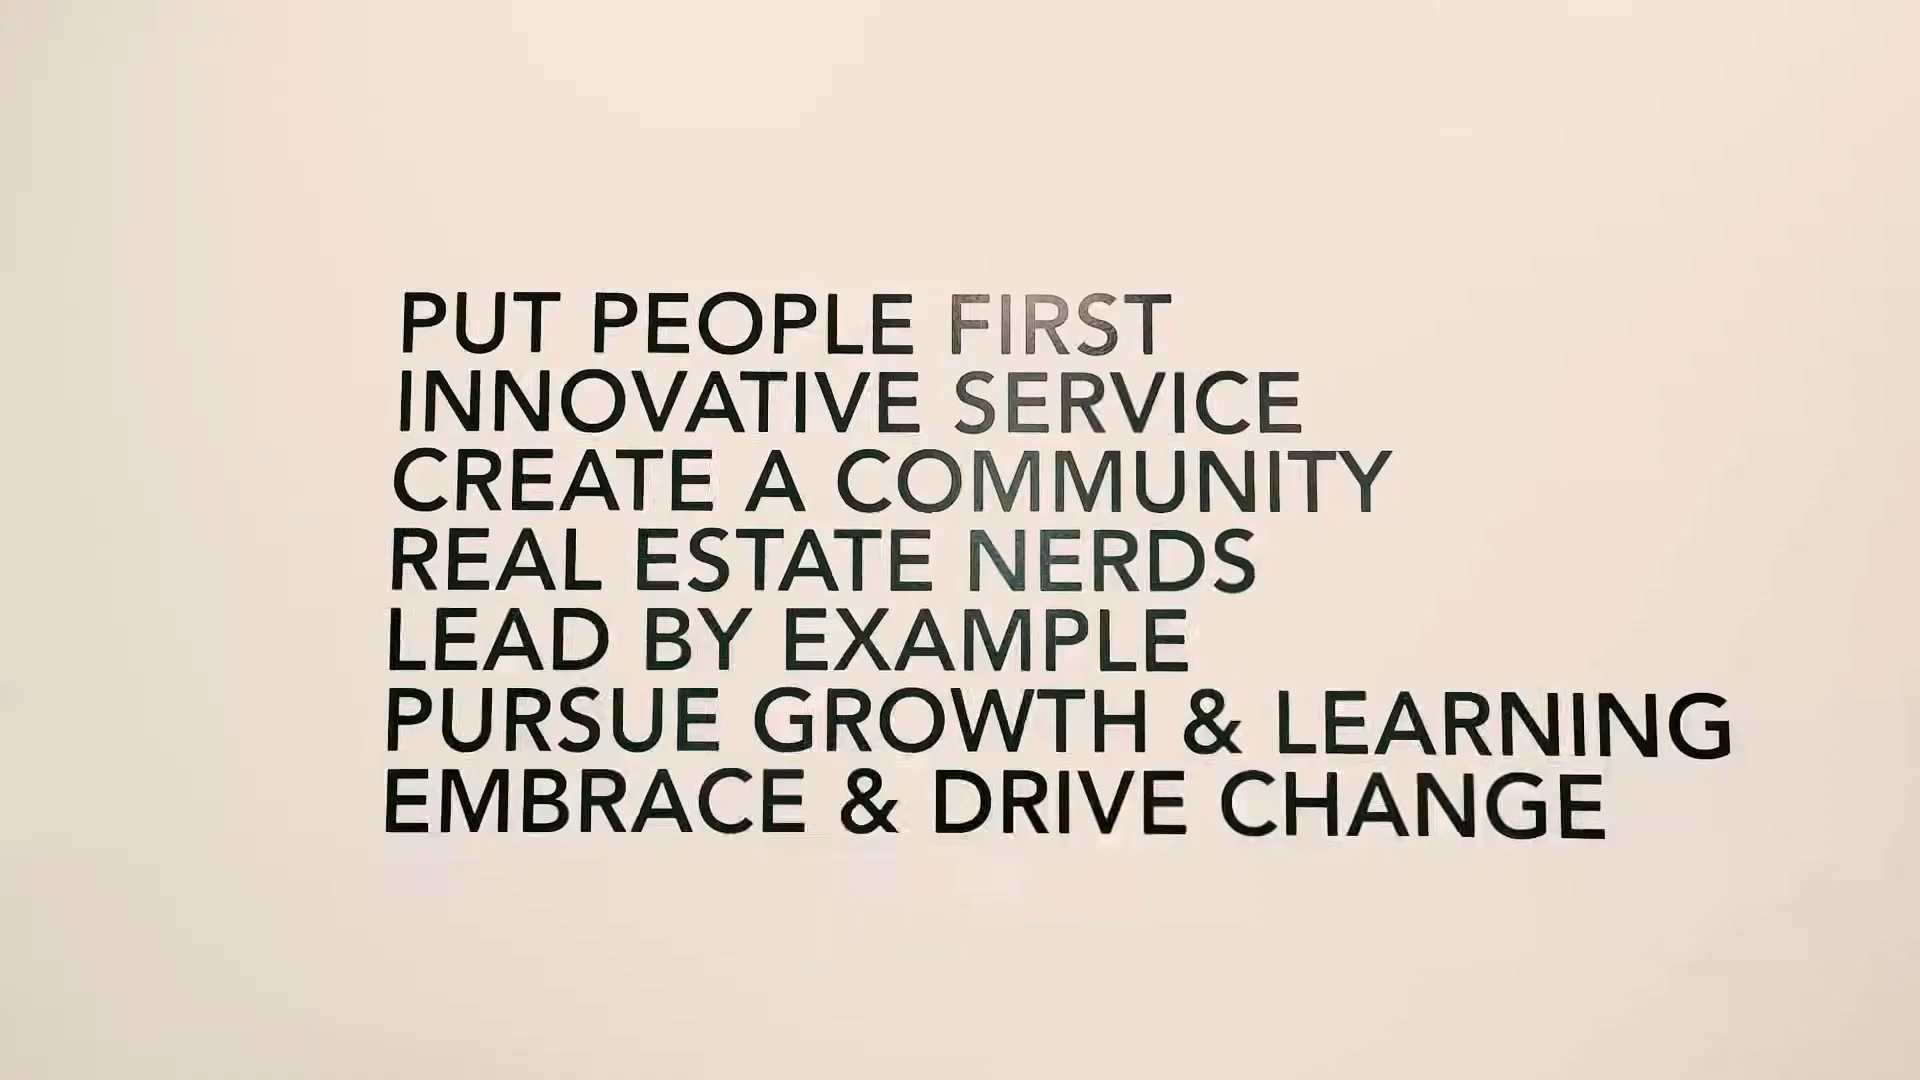 PUT PEOPLE FIRST
INNOVATIVE SERVICE
CREATE A COMMUNITY
REAL ESTATE NERDS
LEAD BY EXAMPLE
PURSUE GROWTH & LEARNING
EMBRACE & DRIVE CHANGE